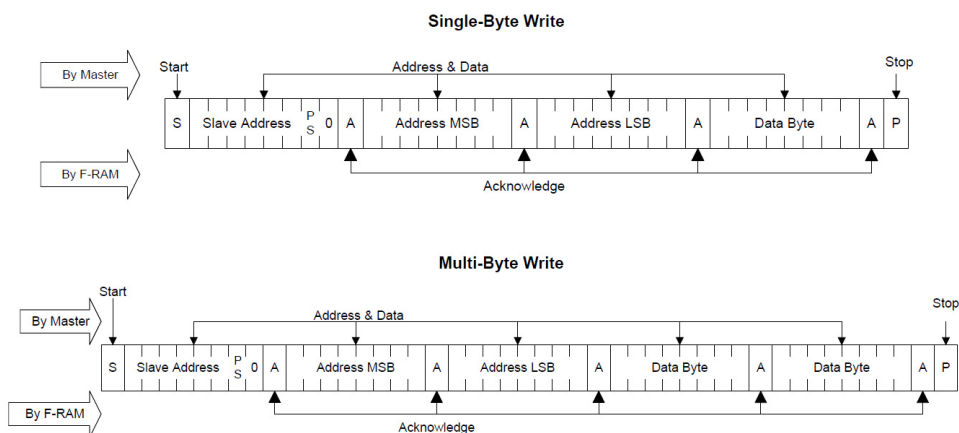 Single-Byte Write
By Master
Start
Address & Data
Stop
S Slave Address PS 0 A Address MSB A Address LSB A Data Byte A P
By F-RAM
Acknowledge
Multi-Byte Write
Start
By Master
Address & Data
Stop
S Slave Address PS 0 A Address MSB A Address LSB A Data Byte A Data Byte A P
By F-RAM
Acknowledge